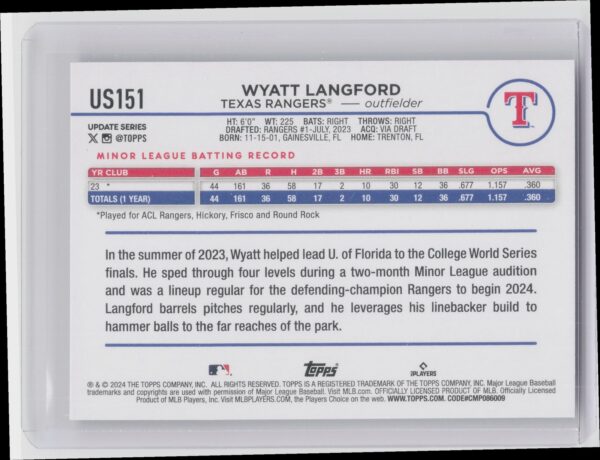 US151
WYATT LANGFORD
TEXAS RANGERS® — outfielder
T
UPDATE SERIES
X @TOPPS
HT: 6'0" WT: 225 BATS: RIGHT THROWS: RIGHT
DRAFTED: RANGERS #1-JULY, 2023 ACQ: VIA DRAFT
BORN: 11-15-01, GAINESVILLE, FL HOME: TRENTON, FL
MINOR LEAGUE BATTING RECORD
YR CLUB G AB R H 2B 3B HR RBI SB BB SLG OPS AVG
23 * 44 161 36 58 17 2 10 30 12 36 .677 1.157 .360
TOTALS (1 YEAR) 44 161 36 58 17 2 10 30 12 36 .677 1.157 .360
*Played for ACL Rangers, Hickory, Frisco and Round Rock
In the summer of 2023, Wyatt helped lead U. of Florida to the College World Series
finals. He sped through four levels during a two-month Minor League audition
and was a lineup regular for the defending-champion Rangers to begin 2024.
Langford barrels pitches regularly, and he leverages his linebacker build to
hammer balls to the far reaches of the park.
Topps
PLAYERS
® & © 2024 THE TOPPS COMPANY, INC. ALL RIGHTS RESERVED. TOPPS IS A REGISTERED TRADEMARK OF THE TOPPS COMPANY, INC. Major League Baseball
trademarks and copyrights are used with permission of Major League Baseball. Visit MLB.com. OFFICIALLY LICENSED PRODUCT OF MLB. Officially Licensed
Product of MLB Players, Inc. Visit MLBPLAYERS.com, the Players Choice on the web. WWW.TOPPS.COM. CODE#CMP086009